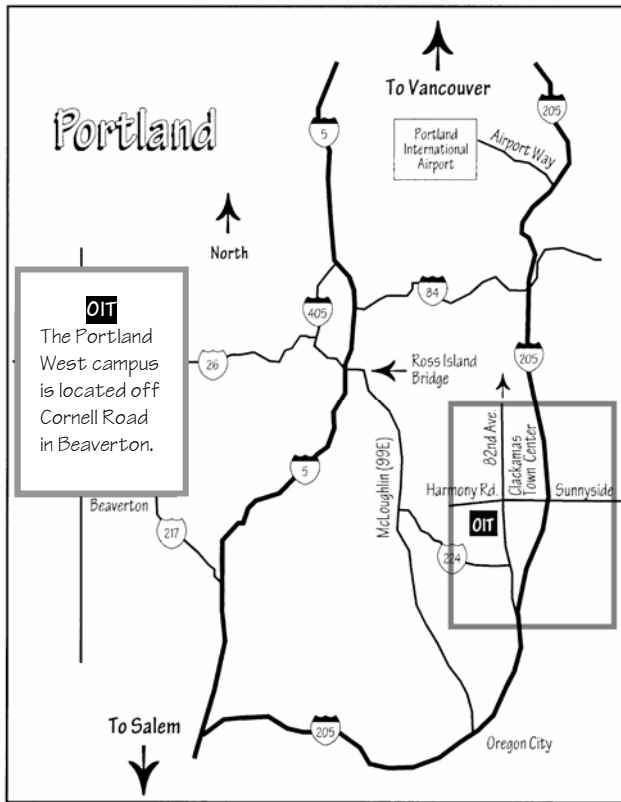 To Vancouver
Portland
5
205
Portland
International
Airport
Airport Way
North
OIT
The Portland
West campus
is located off
Cornell Road
in Beaverton.
84
405
26
Ross Island
Bridge
205
82nd Ave.
Clackamas
Town Center
McLoughlin (99E)
5
Harmony Rd.
Sunnyside
Beaverton
OIT
217
224
To Salem
205
Oregon City